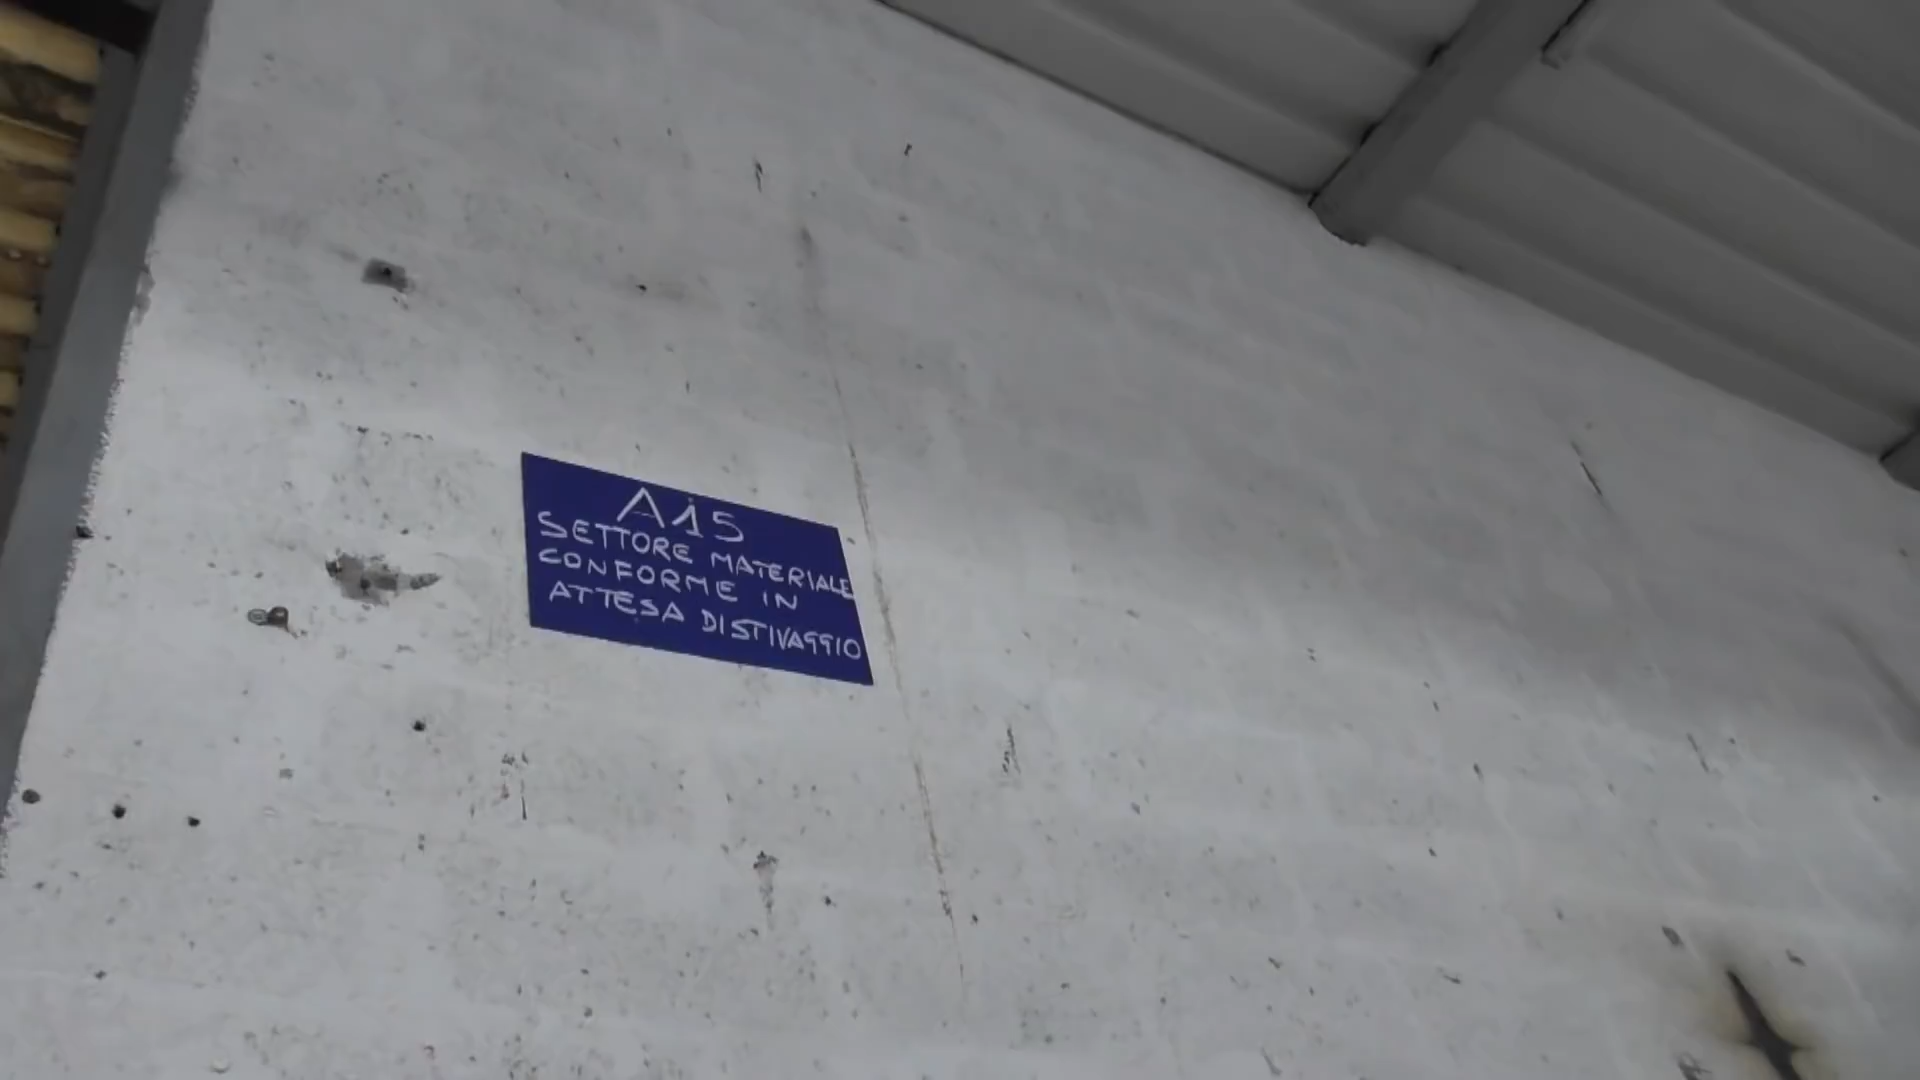 A15
SETTORE MATERIALE
CONFORME IN
ATTESA DI STIVAGGIO